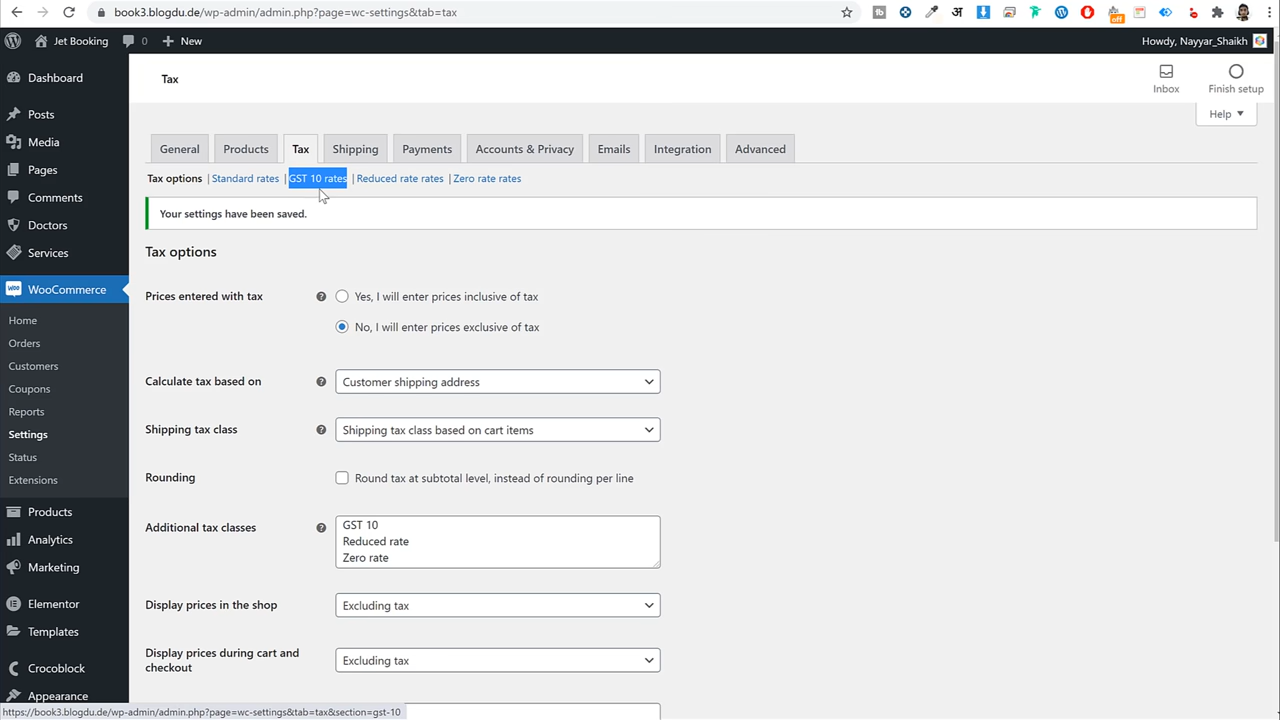 book3.blogdu.de/wp-admin/admin.php?page=wc-settings&tab=tax
अ
off
Jet Booking
0
New
Howdy, Nayyar_Shaikh
Dashboard
Posts
Media
Pages
Comments
Doctors
Services
WooCommerce
Home
Orders
Customers
Coupons
Reports
Settings
Status
Extensions
Products
Analytics
Marketing
Elementor
Templates
Crocoblock
Appearance
Tax
Inbox
Finish setup
Help
General
Products
Tax
Shipping
Payments
Accounts & Privacy
Emails
Integration
Advanced
Tax options | Standard rates | GST 10 rates | Reduced rate rates | Zero rate rates
Your settings have been saved.
Tax options
Prices entered with tax
Yes, I will enter prices inclusive of tax
No, I will enter prices exclusive of tax
Calculate tax based on
Customer shipping address
Shipping tax class
Shipping tax class based on cart items
Rounding
Round tax at subtotal level, instead of rounding per line
Additional tax classes
GST 10
Reduced rate
Zero rate
Display prices in the shop
Excluding tax
Display prices during cart and
checkout
Excluding tax
https://book3.blogdu.de/wp-admin/admin.php?page=wc-settings&tab=tax&section=gst-10